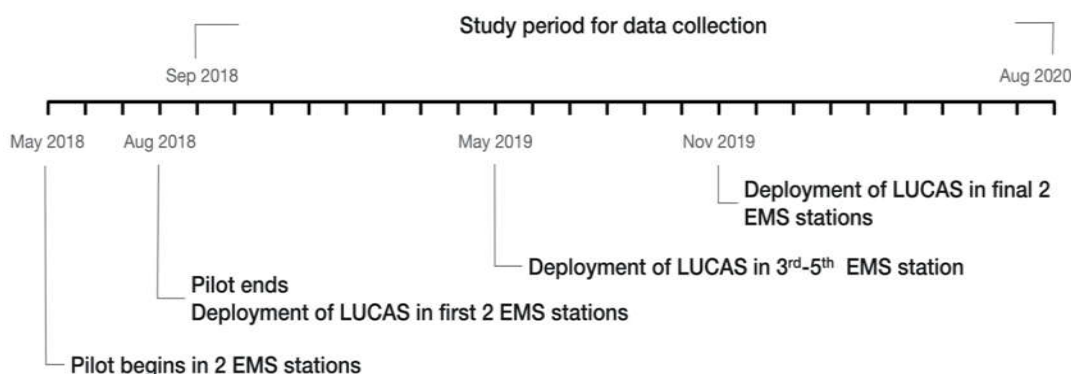 Study period for data collection
Sep 2018
Aug 2020
May 2018
Aug 2018
May 2019
Nov 2019
Deployment of LUCAS in final 2
EMS stations
Deployment of LUCAS in 3rd-5th EMS station
Pilot ends
Deployment of LUCAS in first 2 EMS stations
Pilot begins in 2 EMS stations